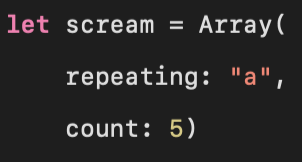 let scream = Array(
    repeating: "a",
    count: 5)